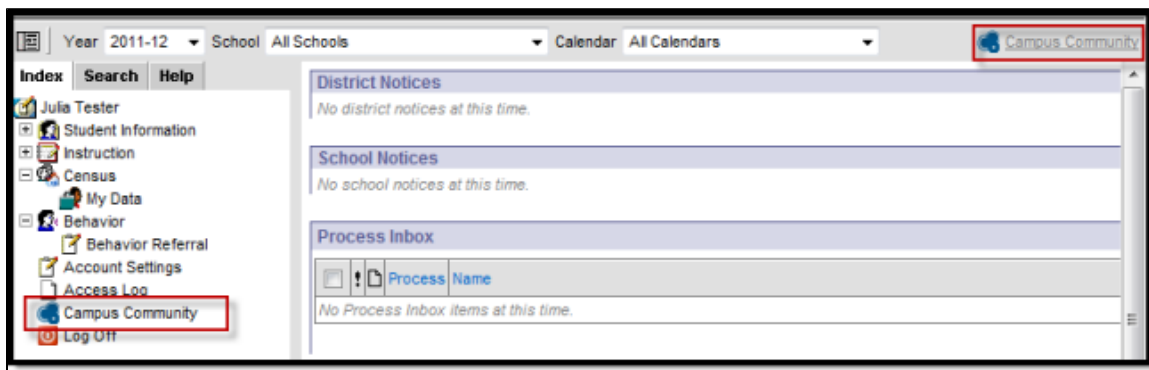 Year 2011-12 School All Schools Calendar All Calendars Campus Community
Index Search Help
Julia Tester
Student Information
Instruction
Census
My Data
Behavior
Behavior Referral
Account Settings
Access Log
Campus Community
Log Off
District Notices
No district notices at this time.
School Notices
No school notices at this time.
Process Inbox
! Process Name
No Process Inbox items at this time.